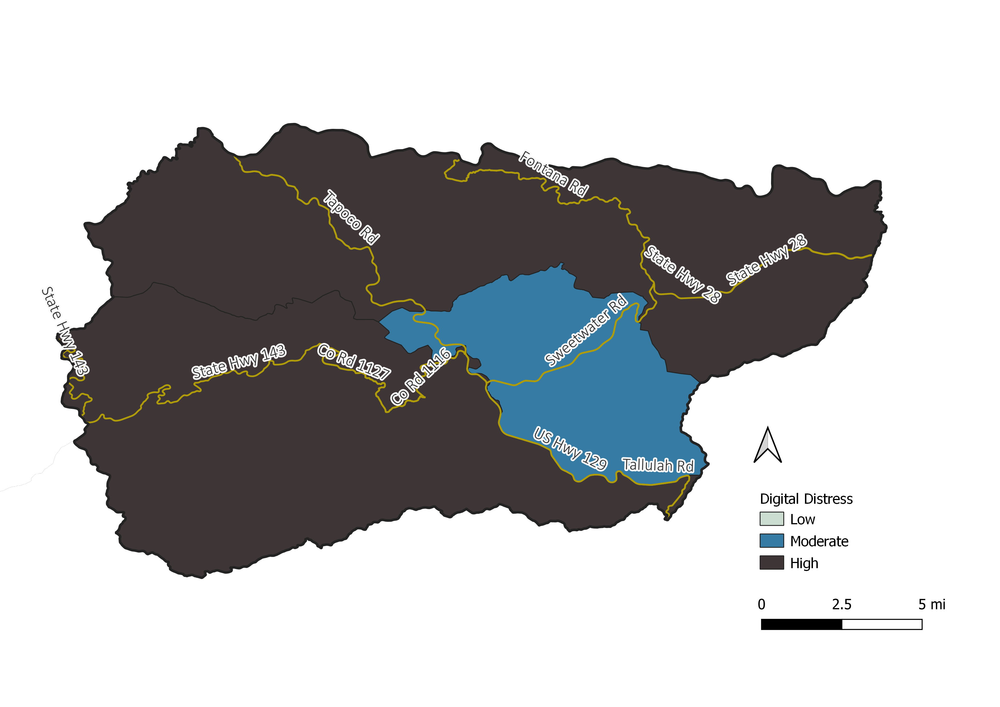 Fontana Rd
Tapoco Rd
State Hwy 28
State Hwy 28
State Hwy 143
Sweetwater Rd
State Hwy 143
Co Rd 1127
Co Rd 1116
US Hwy 129
Tallulah Rd
Digital Distress
Low
Moderate
High
0 2.5 5 mi